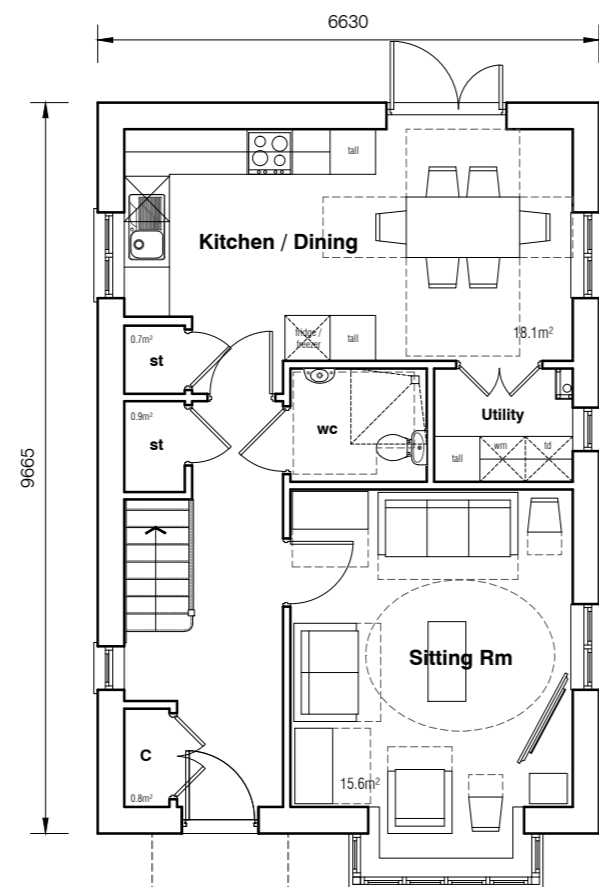 6630
9665
tall
Kitchen / Dining
18.1m²
fridge /
freezer
tall
0.7m²
st
0.9m²
st
wc
Utility
tall
wm
td
Sitting Rm
15.6m²
C
0.8m²